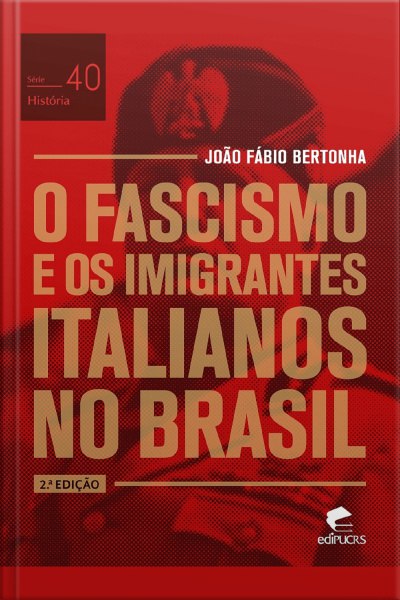 Série 40
História
JOÃO FÁBIO BERTONHA
O FASCISMO
E OS IMIGRANTES
ITALIANOS
NO BRASIL
2.ª EDIÇÃO
ediPUCRS